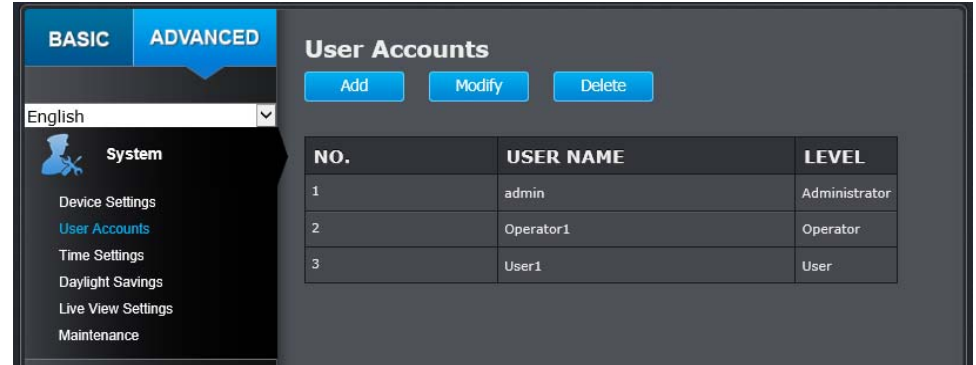 BASIC ADVANCED
English
System
Device Settings
User Accounts
Time Settings
Daylight Savings
Live View Settings
Maintenance
User Accounts
Add Modify Delete
NO. USER NAME LEVEL
1 admin Administrator
2 Operator1 Operator
3 User1 User